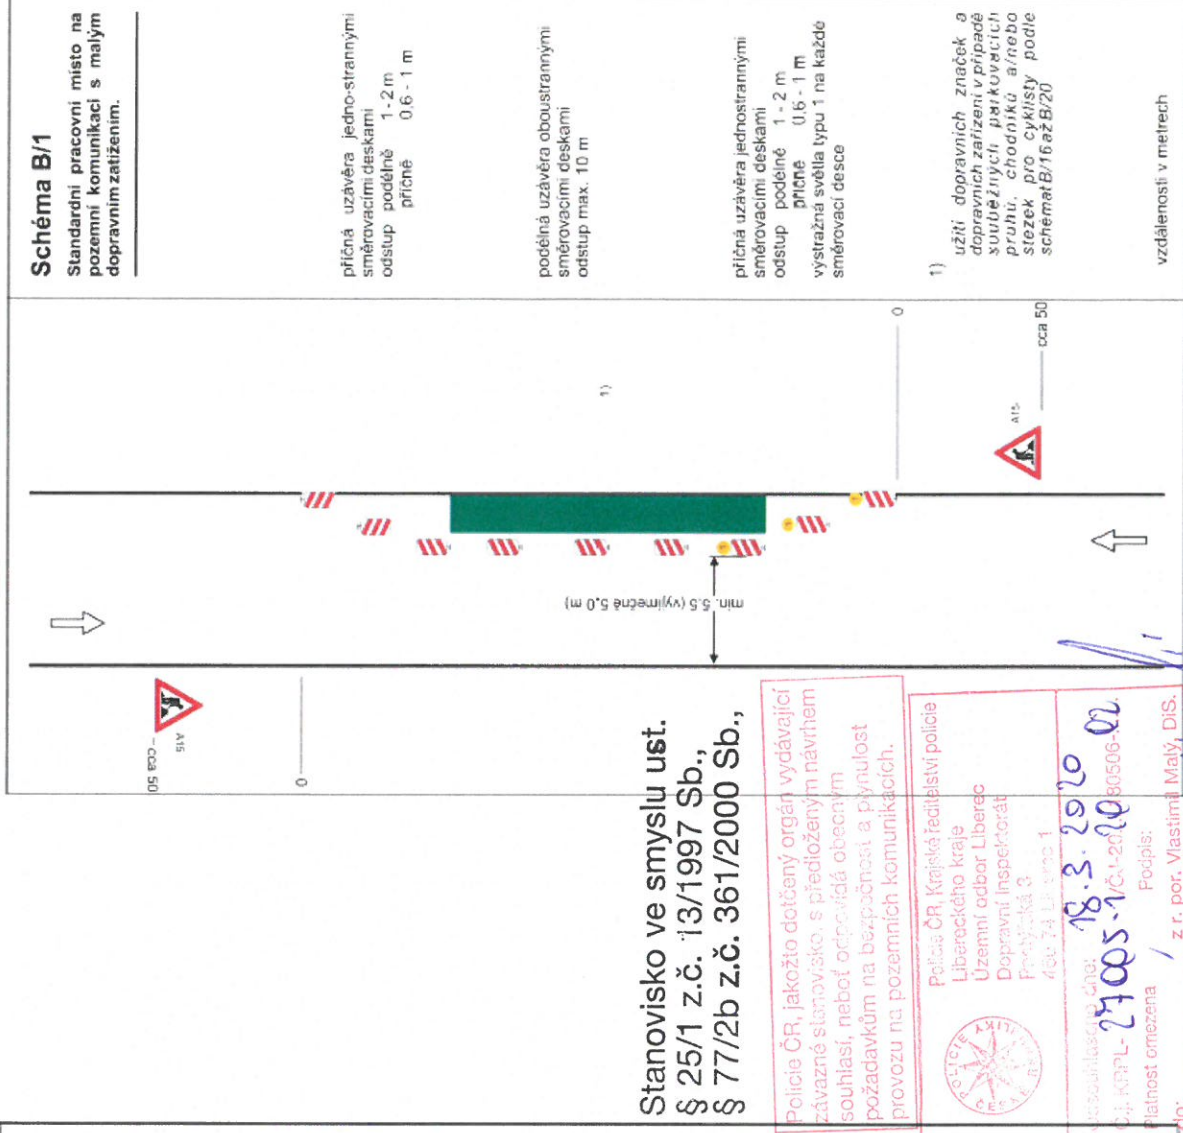 Schéma B/1
Standardní pracovní místo na
pozemní komunikaci s malým
dopravním zatížením.
příčná uzávěra jedno-strannými
směrovacími deskami
odstup podélně 1 - 2 m
příčně 0,6 - 1 m
podélná uzávěra oboustrannými
směrovacími deskami
odstup max. 10 m
příčná uzávěra jednostrannými
směrovacími deskami
odstup podélně 1 - 2 m
příčně 0,6 - 1 m
výstražná světla typu 1 na každé
směrovací desce
1) užití dopravních značek a
dopravních zařízení v případě
souběžných parkovacích
pruhů, chodníků a/nebo
stezek pro cyklisty podle
schémat B/16 až B/20
vzdálenosti v metrech
cca 50
A15
0
1)
min. 5.5 (vyjímečně 5.0 m)
0
A15
cca 50
Stanovisko ve smyslu ust.
§ 25/1 z.č. 13/1997 Sb.,
§ 77/2b z.č. 361/2000 Sb.,
Policie ČR, jakožto dotčený orgán vydávající
závazné stanovisko, s předloženým návrhem
souhlasí, neboť odpovídá obecným
požadavkům na bezpečnost a plynulost
provozu na pozemních komunikacích.
Policie ČR, Krajské ředitelství policie
Libereckého kraje
Územní odbor Liberec
Dopravní inspektorát
18.3.2020
Č.j. KRPL-27005-1/ČJ-2020-180506-02
Platnost omezena
Podpis:
do:
z r. por. Vlastimil Malý, DiS.